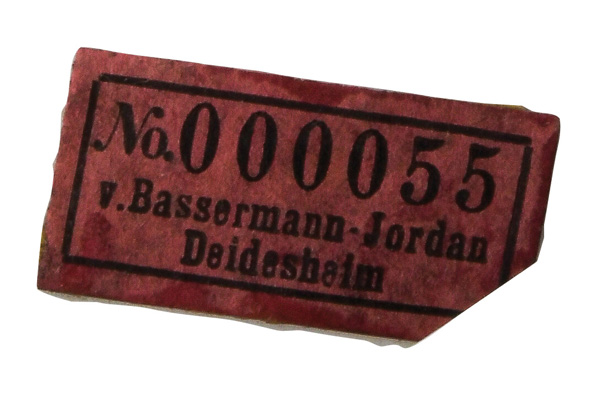 No. 000055
v. Bassermann-Jordan
Deidesheim